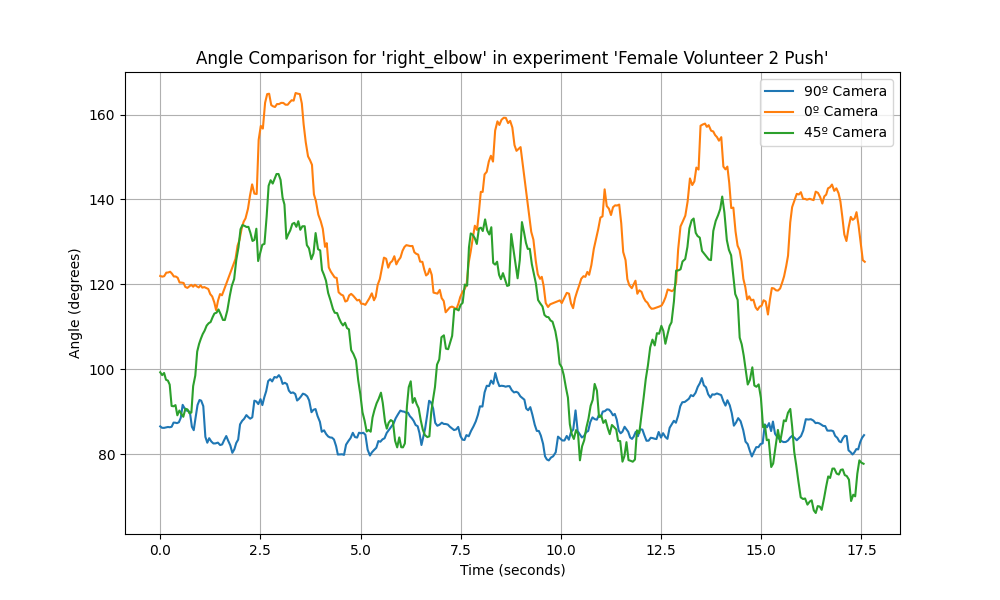 Angle Comparison for 'right_elbow' in experiment 'Female Volunteer 2 Push'
90º Camera
0º Camera
45º Camera
160
140
120
100
80
Angle (degrees)
0.0 2.5 5.0 7.5 10.0 12.5 15.0 17.5
Time (seconds)